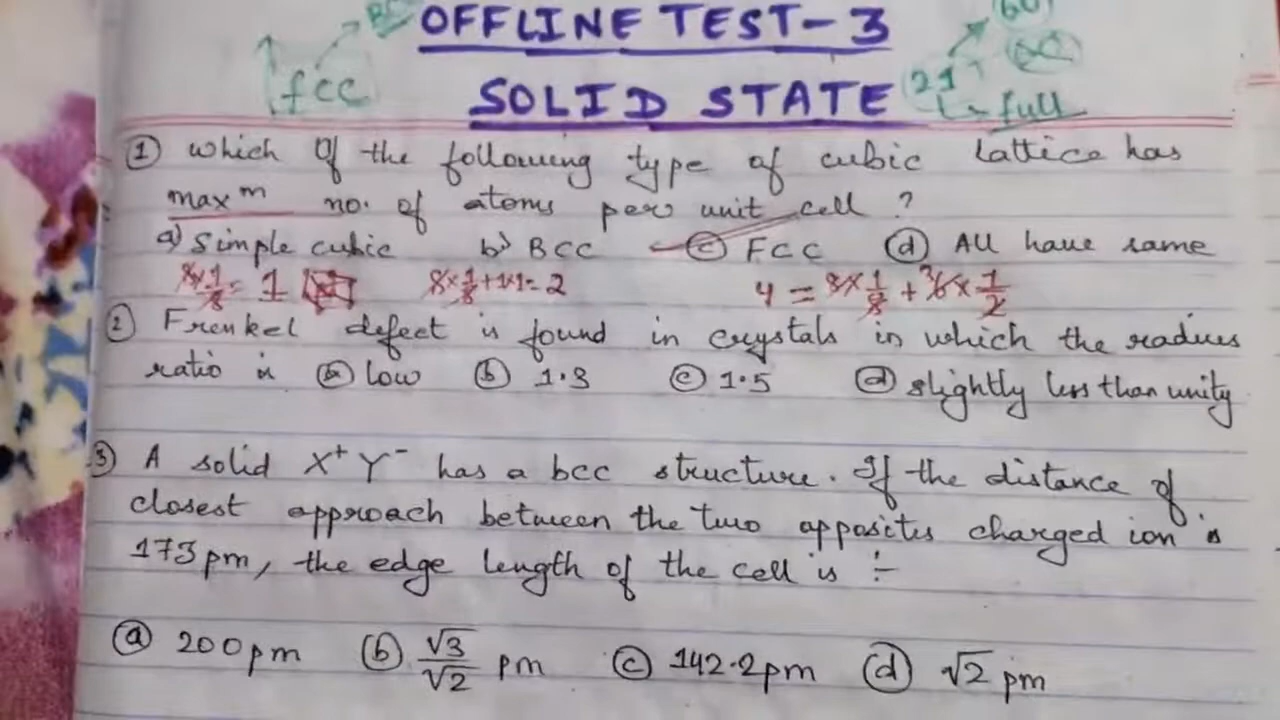 OFFLINE TEST-3
fcc
SOLID STATE
21
full
① which of the following type of cubic lattice has
maxᵐ no. of atoms per unit cell ?
a) simple cubic b) BCC ⓒ FCC ⓓ All have same
8×1/8 = 1 8×1/8+1×1=2 4 = 8×1/8 + 6×1/2
② Frenkel defect is found in crystals in which the radius
ratio is ⓐ low ⓑ 1.3 ⓒ 1.5 ⓓ slightly less than unity
③ A solid X⁺Y⁻ has a bcc structure. If the distance of
closest approach between the two opposites charged ion is
173 pm, the edge length of the cell is :-
ⓐ 200pm ⓑ √3/√2 pm ⓒ 142.2pm ⓓ √2 pm